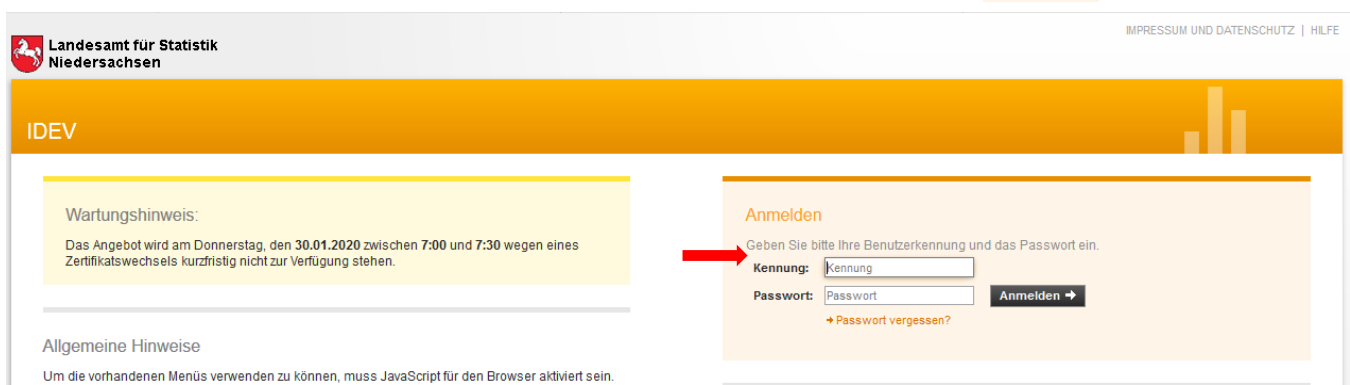 IMPRESSUM UND DATENSCHUTZ | HILFE
Landesamt für Statistik
Niedersachsen
IDEV
Wartungshinweis:
Das Angebot wird am Donnerstag, den 30.01.2020 zwischen 7:00 und 7:30 wegen eines
Zertifikatswechsels kurzfristig nicht zur Verfügung stehen.
Allgemeine Hinweise
Um die vorhandenen Menüs verwenden zu können, muss JavaScript für den Browser aktiviert sein.
Anmelden
Geben Sie bitte Ihre Benutzerkennung und das Passwort ein.
Kennung: Kennung
Passwort: Passwort Anmelden →
→ Passwort vergessen?